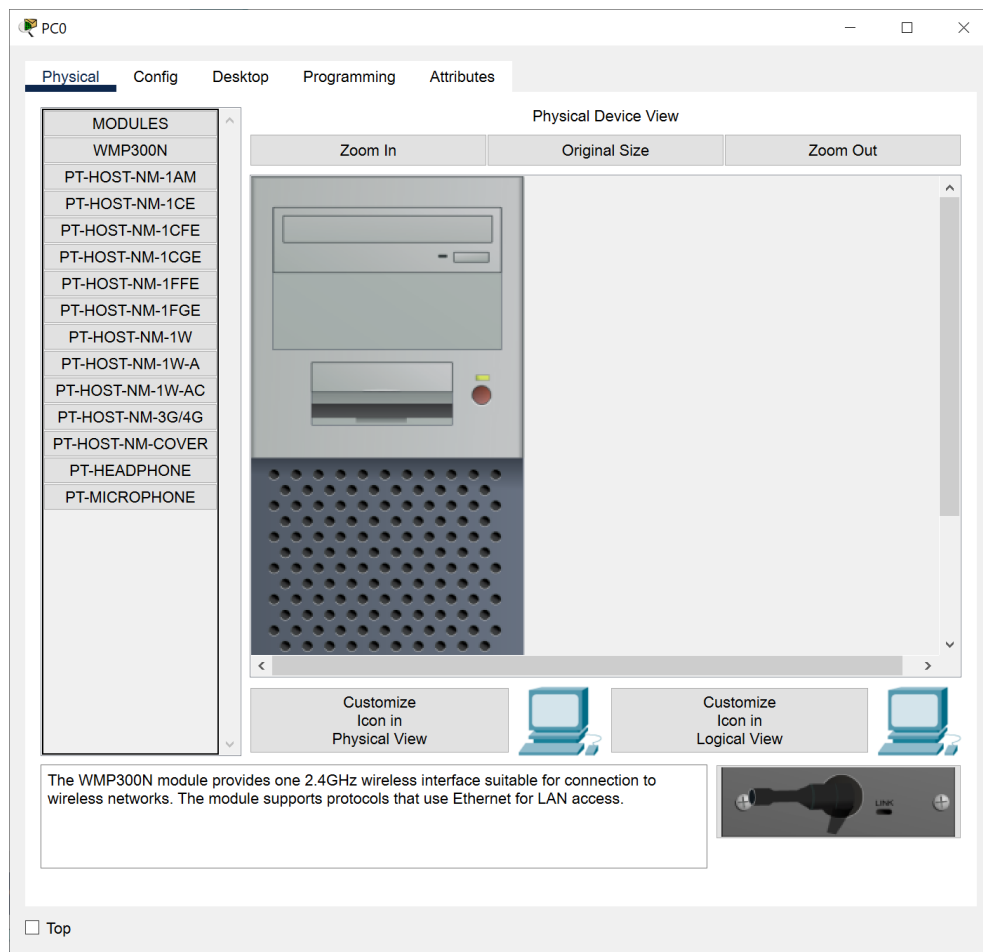 PC0
Physical
Config
Desktop
Programming
Attributes
MODULES
WMP300N
PT-HOST-NM-1AM
PT-HOST-NM-1CE
PT-HOST-NM-1CFE
PT-HOST-NM-1CGE
PT-HOST-NM-1FFE
PT-HOST-NM-1FGE
PT-HOST-NM-1W
PT-HOST-NM-1W-A
PT-HOST-NM-1W-AC
PT-HOST-NM-3G/4G
PT-HOST-NM-COVER
PT-HEADPHONE
PT-MICROPHONE
Physical Device View
Zoom In
Original Size
Zoom Out
Customize
Icon in
Physical View
Customize
Icon in
Logical View
The WMP300N module provides one 2.4GHz wireless interface suitable for connection to
wireless networks. The module supports protocols that use Ethernet for LAN access.
LINK
Top